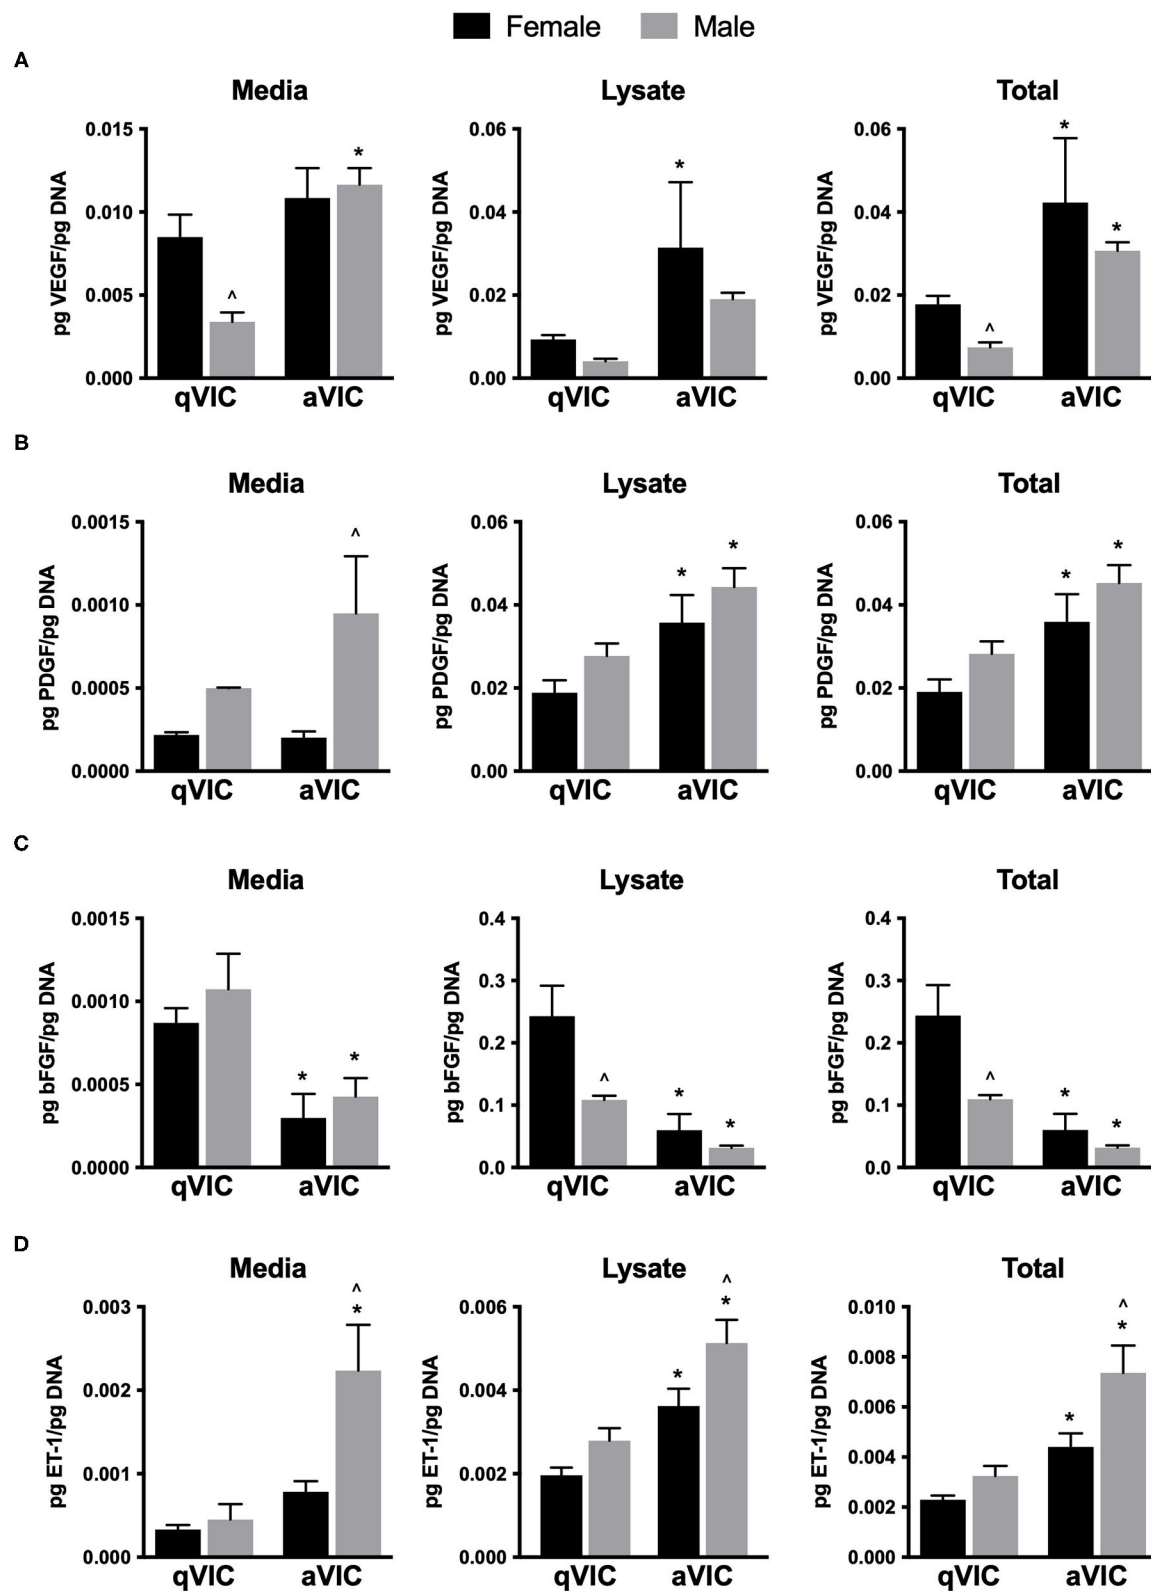 Female Male
A
Media Lysate Total
pg VEGF/pg DNA
0.015
0.010
0.005
0.000
* ^
qVIC aVIC
pg VEGF/pg DNA
0.06
0.04
0.02
0.00
*
qVIC aVIC
pg VEGF/pg DNA
0.06
0.04
0.02
0.00
* * ^
qVIC aVIC
B
Media Lysate Total
pg PDGF/pg DNA
0.0015
0.0010
0.0005
0.0000
^
qVIC aVIC
pg PDGF/pg DNA
0.06
0.04
0.02
0.00
* *
qVIC aVIC
pg PDGF/pg DNA
0.06
0.04
0.02
0.00
* *
qVIC aVIC
C
Media Lysate Total
pg bFGF/pg DNA
0.0015
0.0010
0.0005
0.0000
* *
qVIC aVIC
pg bFGF/pg DNA
0.4
0.3
0.2
0.1
0.0
^ * *
qVIC aVIC
pg bFGF/pg DNA
0.4
0.3
0.2
0.1
0.0
^ * *
qVIC aVIC
D
Media Lysate Total
pg ET-1/pg DNA
0.003
0.002
0.001
0.000
^
*
qVIC aVIC
pg ET-1/pg DNA
0.006
0.004
0.002
0.000
^
* *
qVIC aVIC
pg ET-1/pg DNA
0.010
0.008
0.006
0.004
0.002
0.000
^
* *
qVIC aVIC